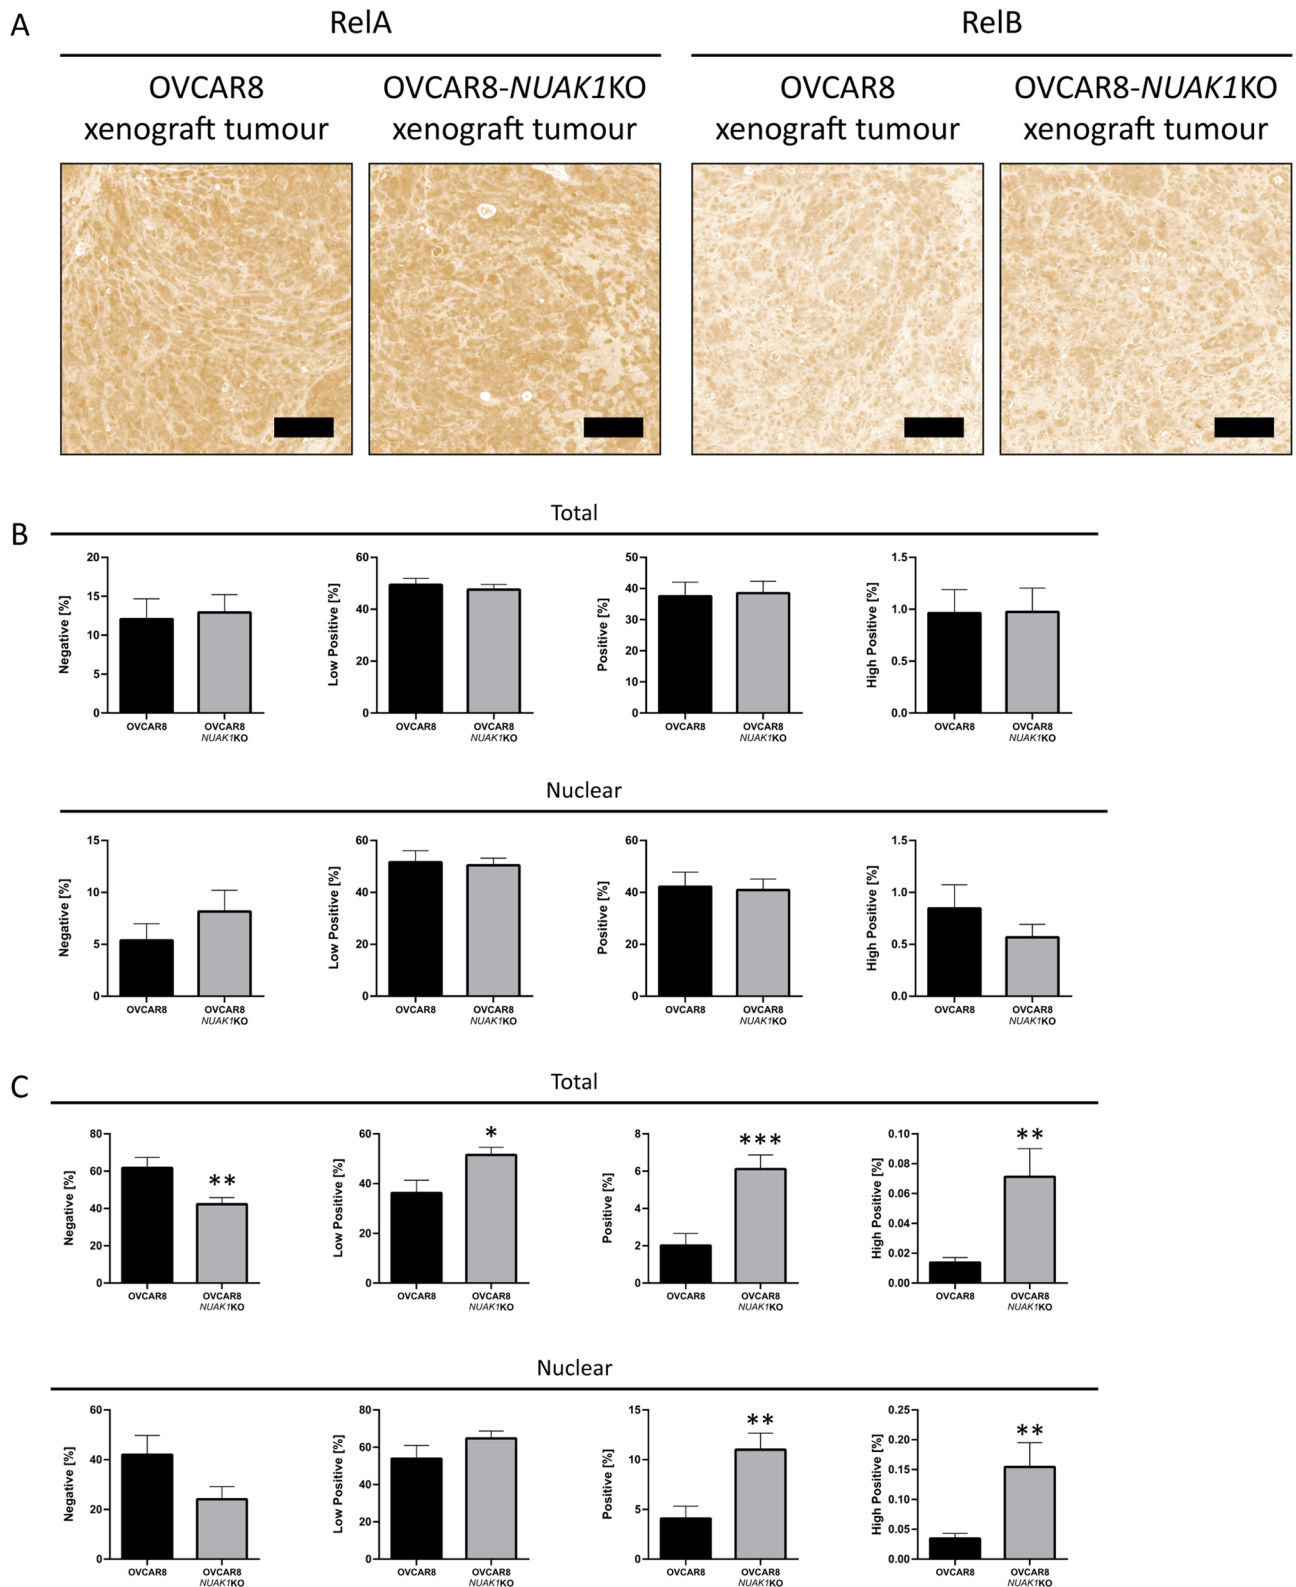 A
RelA
RelB
OVCAR8
xenograft tumour
OVCAR8-NUAK1KO
xenograft tumour
OVCAR8
xenograft tumour
OVCAR8-NUAK1KO
xenograft tumour
B
Total
Negative [%]
20
15
10
5
0
OVCAR8
OVCAR8
NUAK1KO
Low Positive [%]
60
40
20
0
OVCAR8
OVCAR8
NUAK1KO
Positive [%]
50
40
30
20
10
0
OVCAR8
OVCAR8
NUAK1KO
High Positive [%]
1.5
1.0
0.5
0.0
OVCAR8
OVCAR8
NUAK1KO
Nuclear
Negative [%]
15
10
5
0
OVCAR8
OVCAR8
NUAK1KO
Low Positive [%]
60
40
20
0
OVCAR8
OVCAR8
NUAK1KO
Positive [%]
60
40
20
0
OVCAR8
OVCAR8
NUAK1KO
High Positive [%]
1.5
1.0
0.5
0.0
OVCAR8
OVCAR8
NUAK1KO
C
Total
Negative [%]
80
60
40
20
0
**
OVCAR8
OVCAR8
NUAK1KO
Low Positive [%]
60
40
20
0
*
OVCAR8
OVCAR8
NUAK1KO
Positive [%]
8
6
4
2
0
***
OVCAR8
OVCAR8
NUAK1KO
High Positive [%]
0.10
0.08
0.06
0.04
0.02
0.00
**
OVCAR8
OVCAR8
NUAK1KO
Nuclear
Negative [%]
60
40
20
0
OVCAR8
OVCAR8
NUAK1KO
Low Positive [%]
80
60
40
20
0
OVCAR8
OVCAR8
NUAK1KO
Positive [%]
15
10
5
0
**
OVCAR8
OVCAR8
NUAK1KO
High Positive [%]
0.25
0.20
0.15
0.10
0.05
0.00
**
OVCAR8
OVCAR8
NUAK1KO